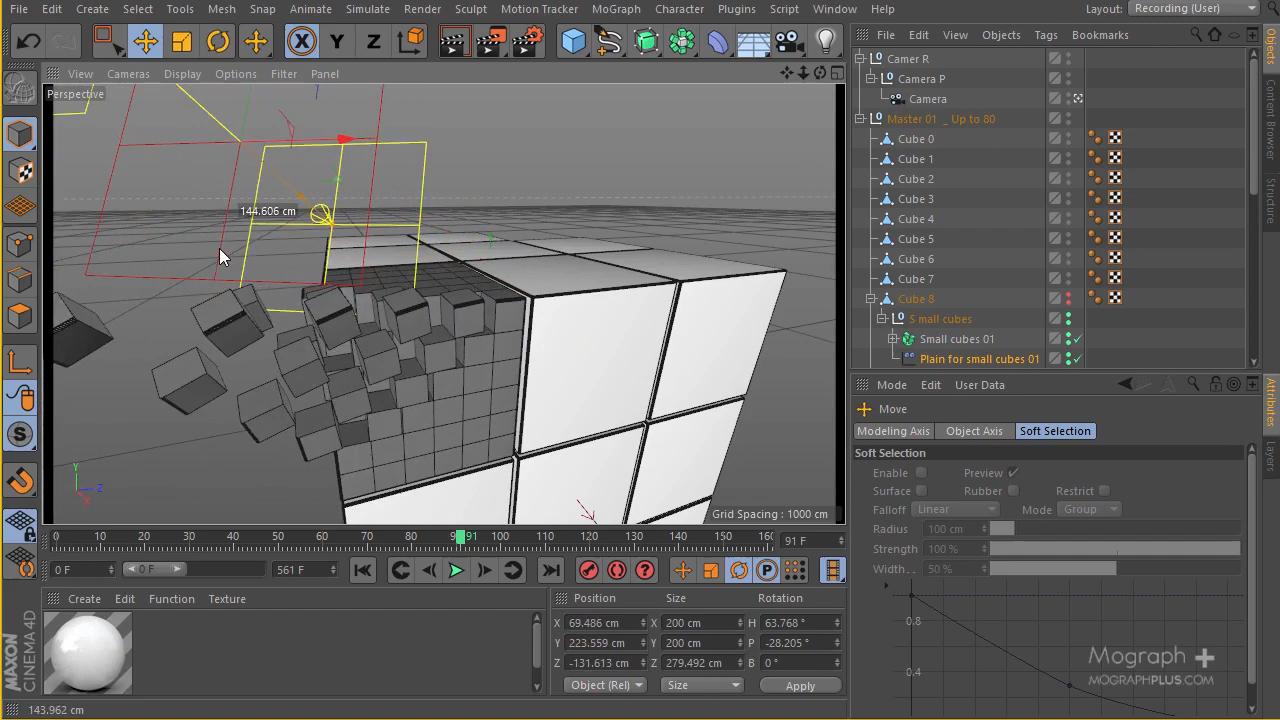 File Edit Create Select Tools Mesh Snap Animate Simulate Render Sculpt Motion Tracker MoGraph Character Plugins Script Window Layout: Recording (User)
X Y Z
File Edit View Objects Tags Bookmarks
View Cameras Display Options Filter Panel
Perspective
144.606 cm
Grid Spacing : 1000 cm
Camer R
Camera P
Camera
Master 01 _ Up to 80
Cube 0
Cube 1
Cube 2
Cube 3
Cube 4
Cube 5
Cube 6
Cube 7
Cube 8
S mall cubes
Small cubes 01
Plain for small cubes 01
Objects
Content Browser
Structure
Mode Edit User Data
Move
Modeling Axis Object Axis Soft Selection
Soft Selection
Enable Preview
Surface Rubber Restrict
Falloff Linear Mode Group
Radius 100 cm
Strength 100 %
Width . . 50 %
0.8
0.4
Attributes
Layers
0 10 20 30 40 50 60 70 80 9 91 100 110 120 130 140 150 160 91 F
0 F 0 F 561 F
Create Edit Function Texture
Position Size Rotation
X 69.486 cm X 200 cm H 63.768 °
Y 223.559 cm Y 200 cm P -28.205 °
Z -131.613 cm Z 279.492 cm B 0 °
Object (Rel) Size Apply
MAXON
CINEMA 4D
143.962 cm
Mograph +
MOGRAPHPLUS.COM